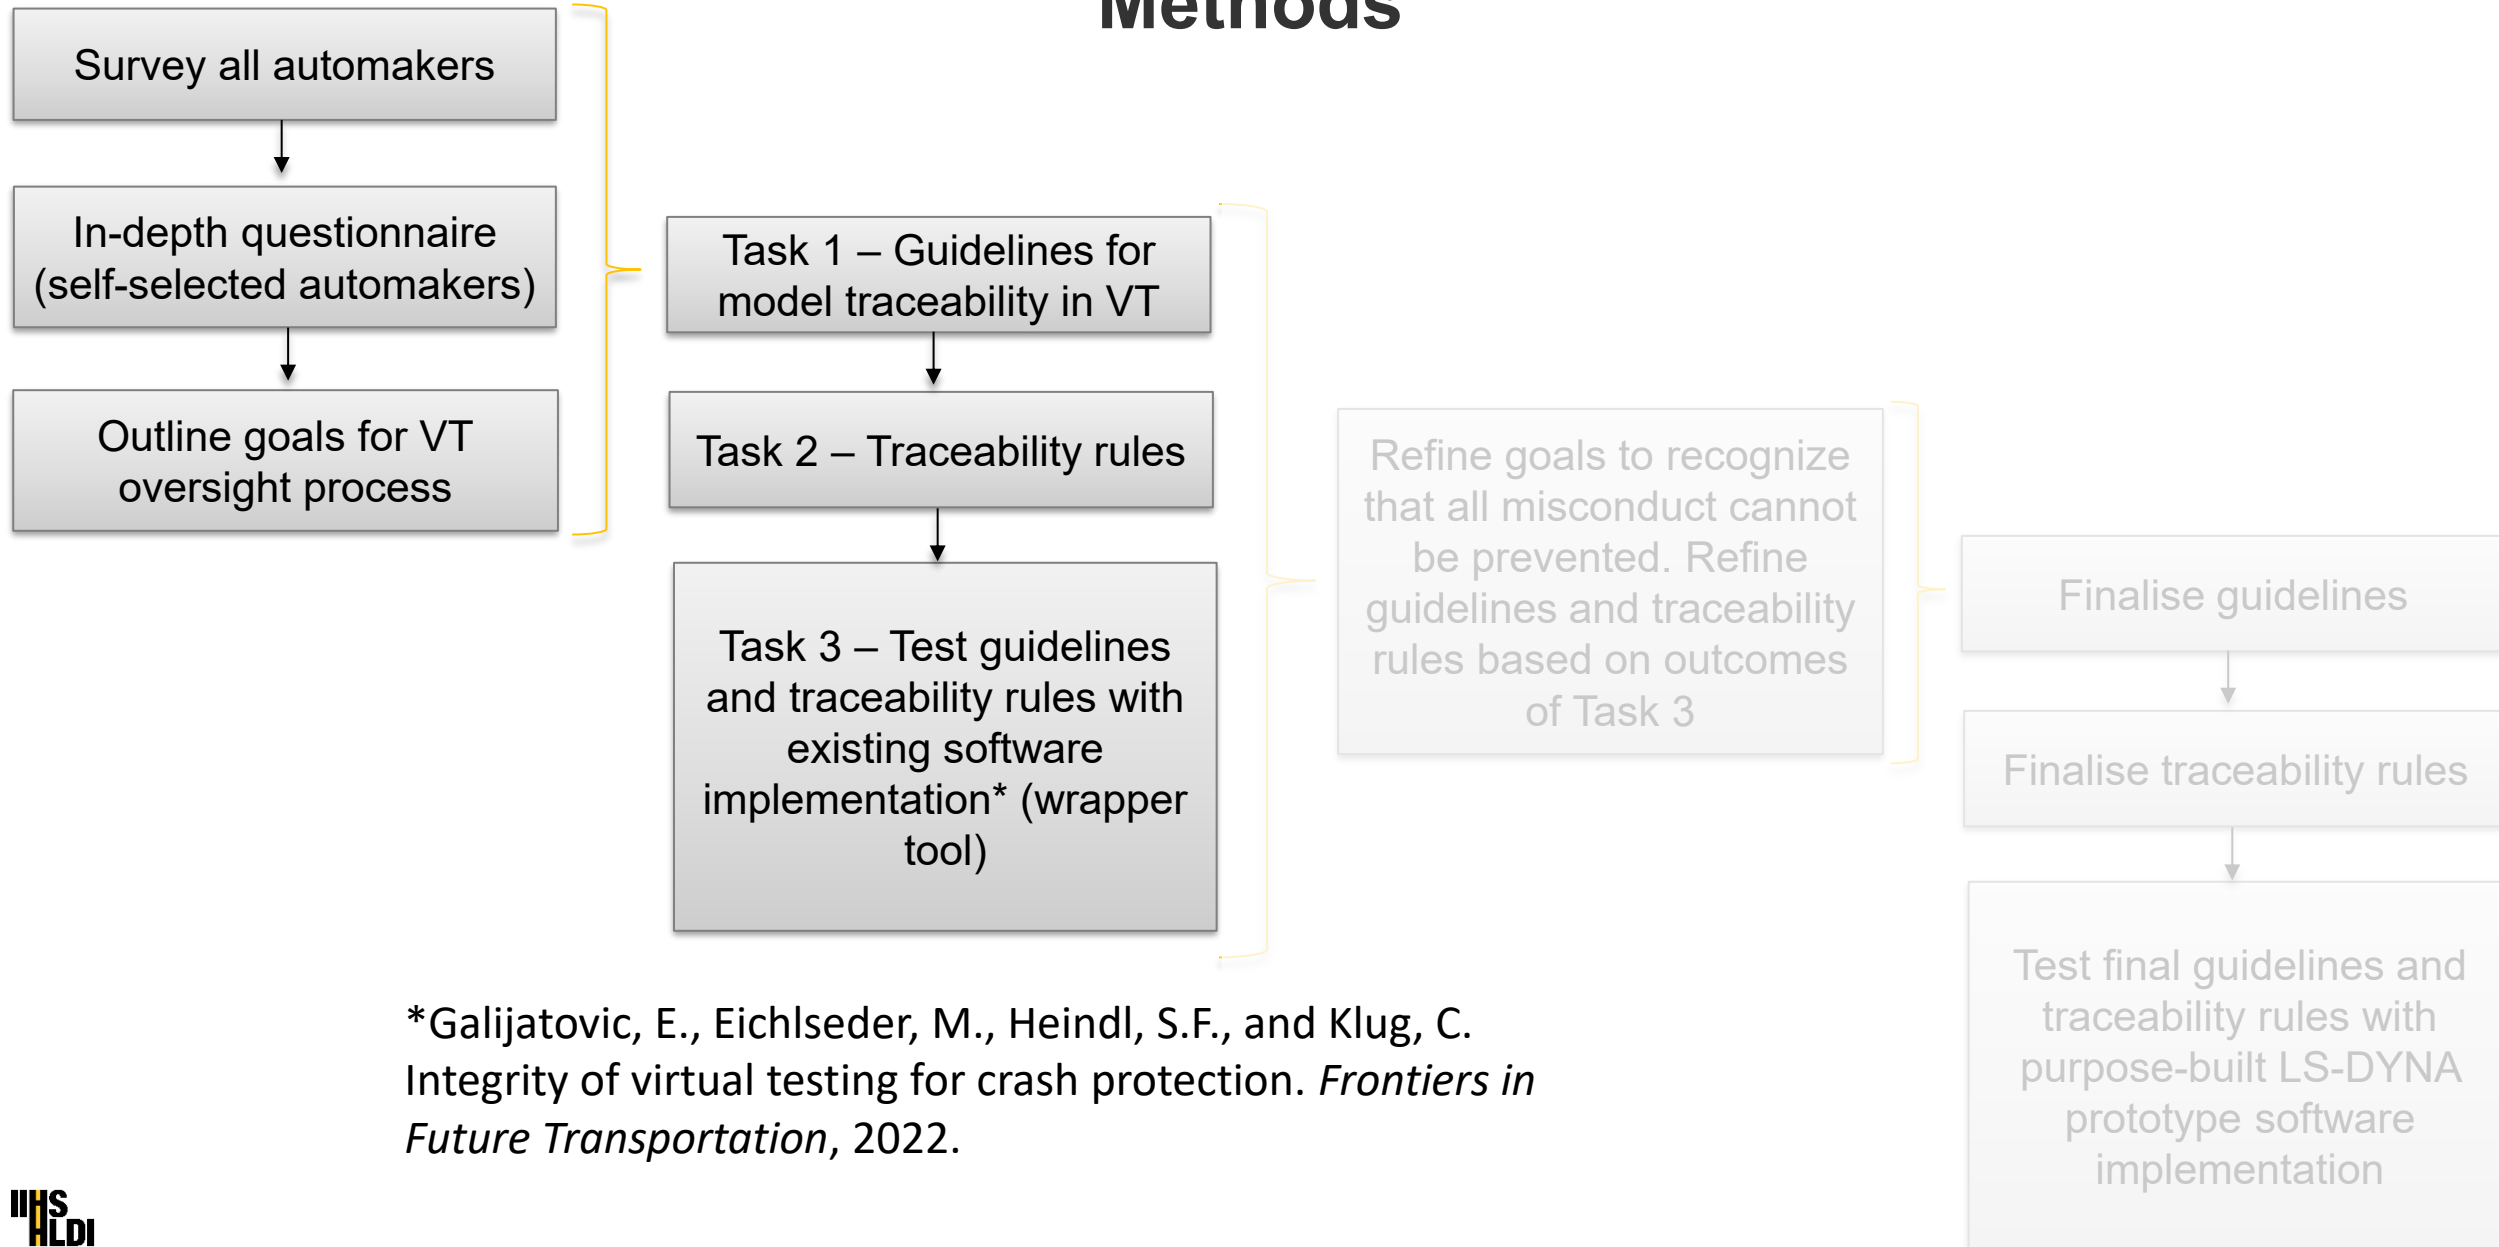 Methods
Survey all automakers
In-depth questionnaire
(self-selected automakers)
Outline goals for VT
oversight process
Task 1 – Guidelines for
model traceability in VT
Task 2 – Traceability rules
Task 3 – Test guidelines
and traceability rules with
existing software
implementation* (wrapper
tool)
Refine goals to recognize
that all misconduct cannot
be prevented. Refine
guidelines and traceability
rules based on outcomes
of Task 3
Finalise guidelines
Finalise traceability rules
Test final guidelines and
traceability rules with
purpose-built LS-DYNA
prototype software
implementation
*Galijatovic, E., Eichlseder, M., Heindl, S.F., and Klug, C.
Integrity of virtual testing for crash protection. Frontiers in
Future Transportation, 2022.
IIHS
HLDI